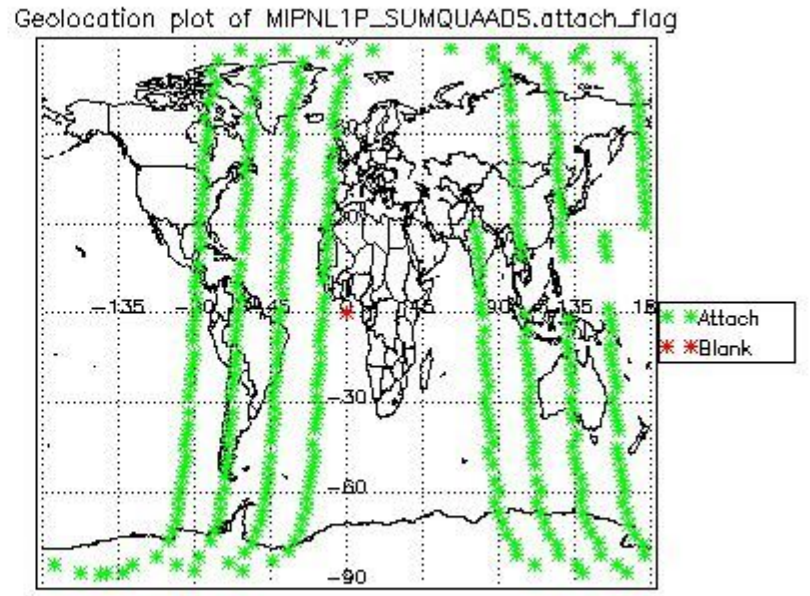 Geolocation plot of MIPNL1P_SUMQUAADS.attach_flag
-135
-45
90
135
Attach
Blank
-30
-60
-90